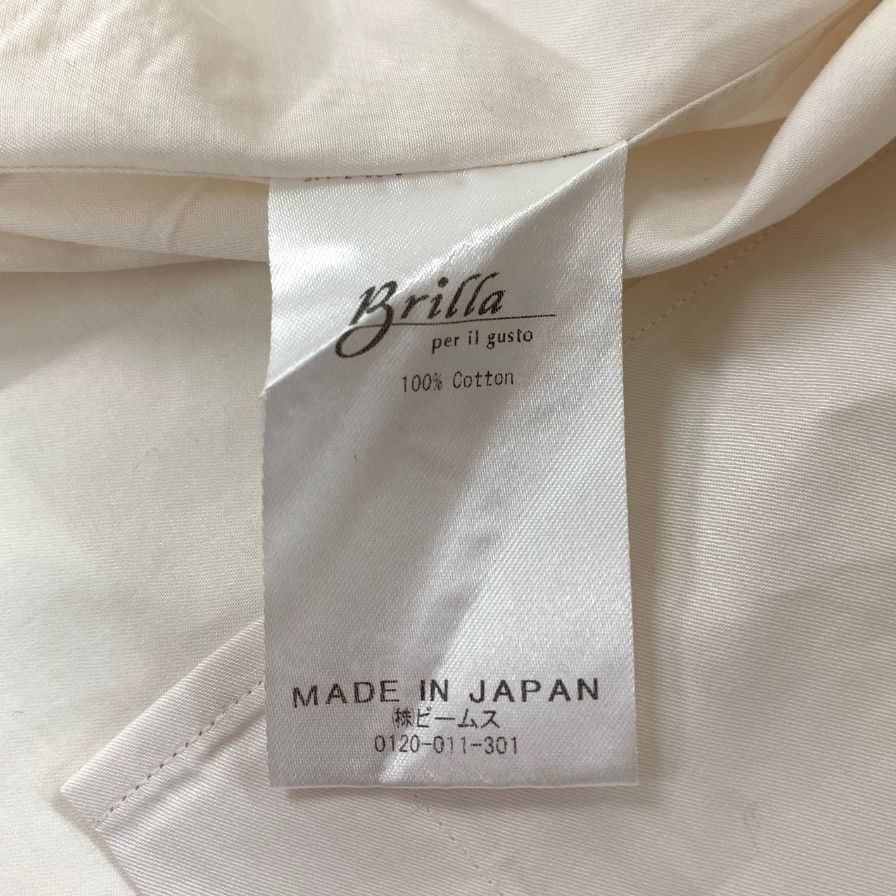 Brilla
per il gusto
100% Cotton
MADE IN JAPAN
㈱ビームス
0120-011-301